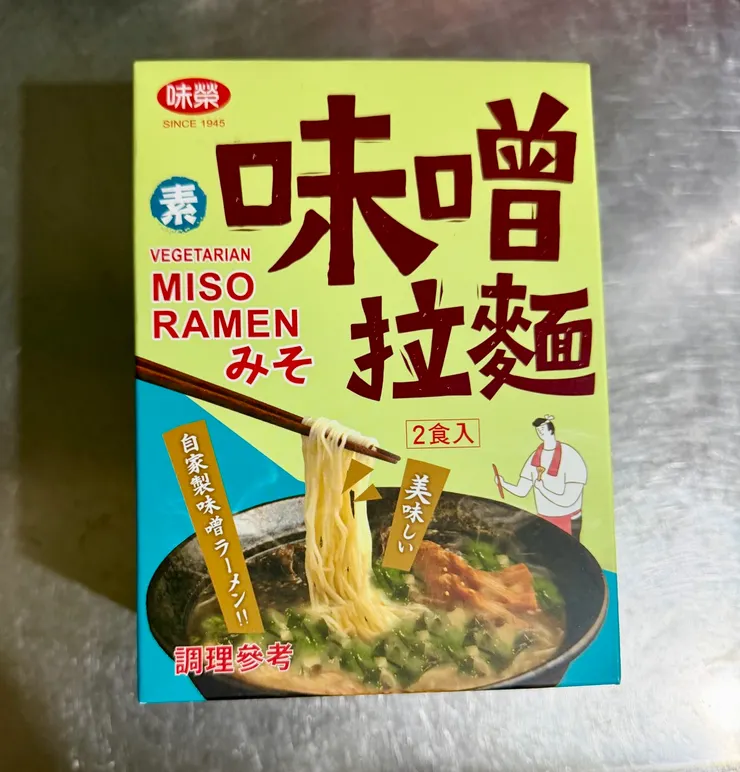 味榮
SINCE 1945
素
味噌
拉麵
VEGETARIAN
MISO
RAMEN
みそ
2食入
自家製味噌ラーメン!!
美味しい
調理參考